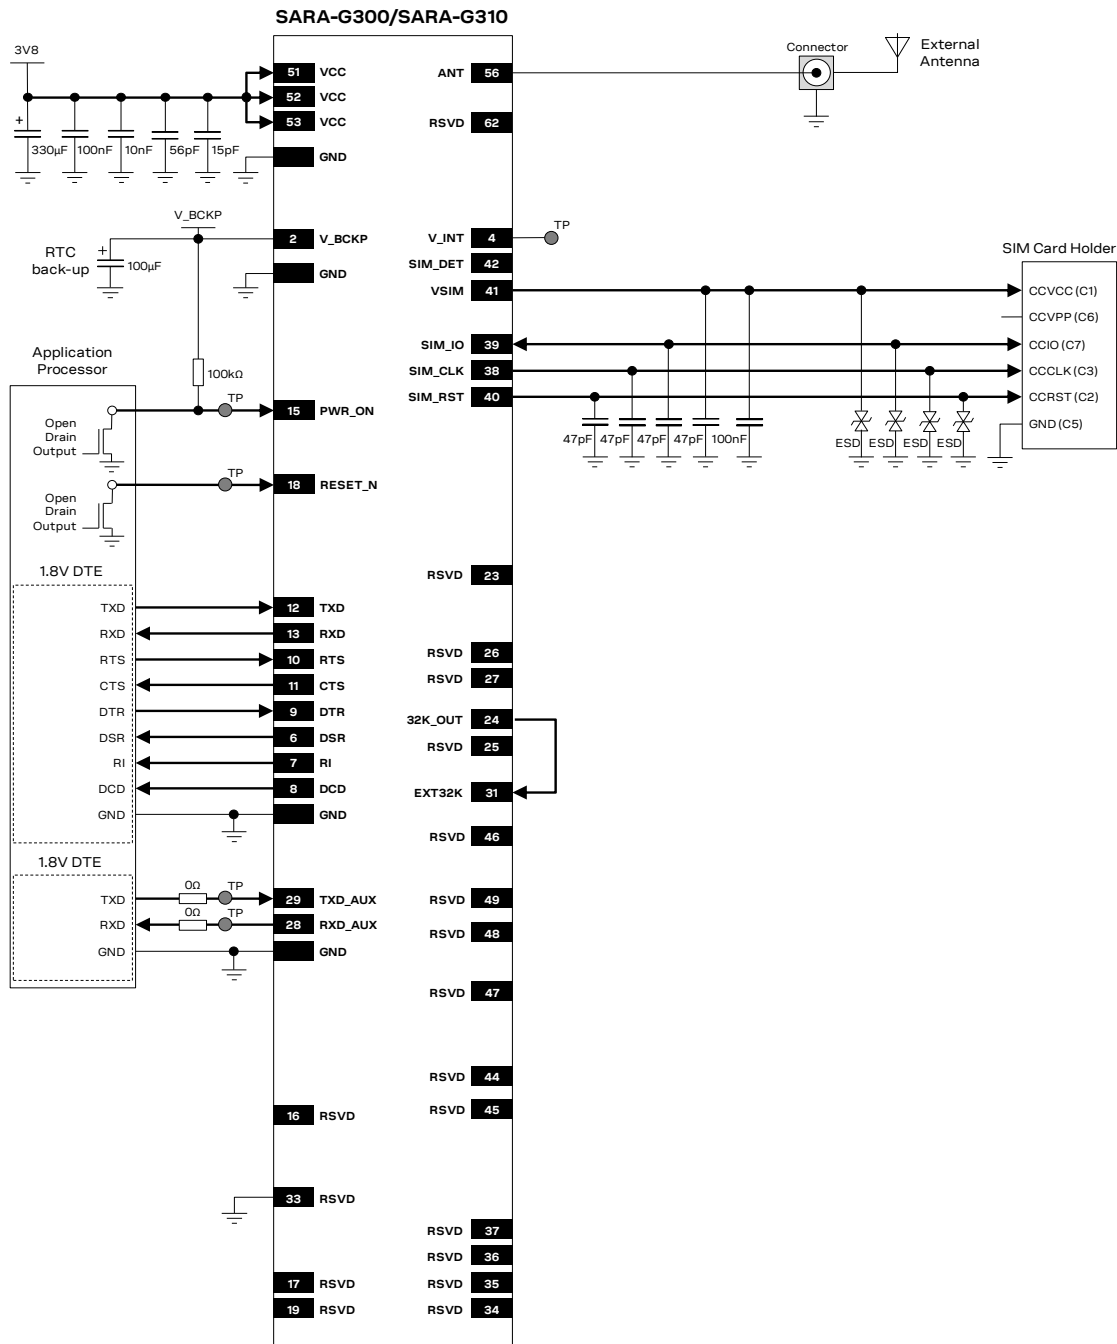 SARA-G300/SARA-G310
3V8
51 VCC
52 VCC
53 VCC
GND
+
330µF 100nF 10nF 56pF 15pF
ANT 56
RSVD 62
Connector
External
Antenna
V_BCKP
2 V_BCKP
GND
RTC
back-up
+
100µF
V_INT 4
TP
SIM_DET 42
VSIM 41
SIM_IO 39
SIM_CLK 38
SIM_RST 40
SIM Card Holder
CCVCC (C1)
CCVPP (C6)
CCIO (C7)
CCCLK (C3)
CCRST (C2)
GND (C5)
47pF 47pF 47pF 47pF 100nF
ESD ESD ESD ESD
Application
Processor
100kΩ
TP
15 PWR_ON
Open
Drain
Output
TP
18 RESET_N
Open
Drain
Output
1.8V DTE
TXD 12 TXD
RXD 13 RXD
RTS 10 RTS
CTS 11 CTS
DTR 9 DTR
DSR 6 DSR
RI 7 RI
DCD 8 DCD
GND GND
1.8V DTE
TXD 0Ω TP 29 TXD_AUX
RXD 0Ω TP 28 RXD_AUX
GND GND
RSVD 23
RSVD 26
RSVD 27
32K_OUT 24
RSVD 25
EXT32K 31
RSVD 46
RSVD 49
RSVD 48
RSVD 47
RSVD 44
RSVD 45
16 RSVD
33 RSVD
RSVD 37
RSVD 36
17 RSVD
RSVD 35
19 RSVD
RSVD 34